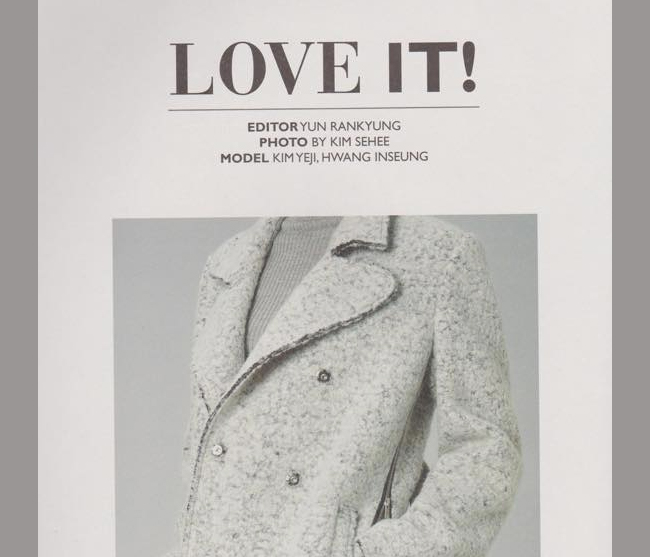 LOVE IT!
EDITOR YUN RANKYUNG
PHOTO BY KIM SEHEE
MODEL KIM YEJI, HWANG INSEUNG